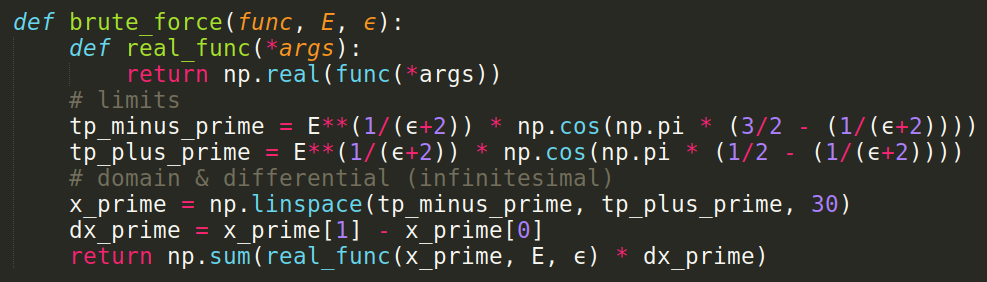 def brute_force(func, E, ϵ):
    def real_func(*args):
        return np.real(func(*args))
    # limits
    tp_minus_prime = E**(1/(ϵ+2)) * np.cos(np.pi * (3/2 - (1/(ϵ+2))))
    tp_plus_prime = E**(1/(ϵ+2)) * np.cos(np.pi * (1/2 - (1/(ϵ+2))))
    # domain & differential (infinitesimal)
    x_prime = np.linspace(tp_minus_prime, tp_plus_prime, 30)
    dx_prime = x_prime[1] - x_prime[0]
    return np.sum(real_func(x_prime, E, ϵ) * dx_prime)